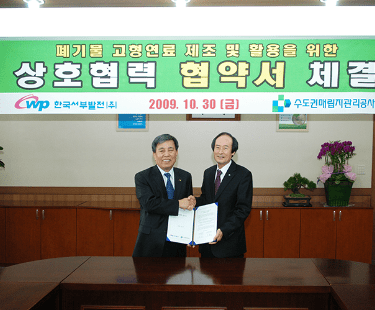 폐기물 고형연료 제조 및 활용을 위한
상호협력 협약서 체결
WP 한국서부발전(주) 2009. 10. 30 (금) 수도권매립지관리공사